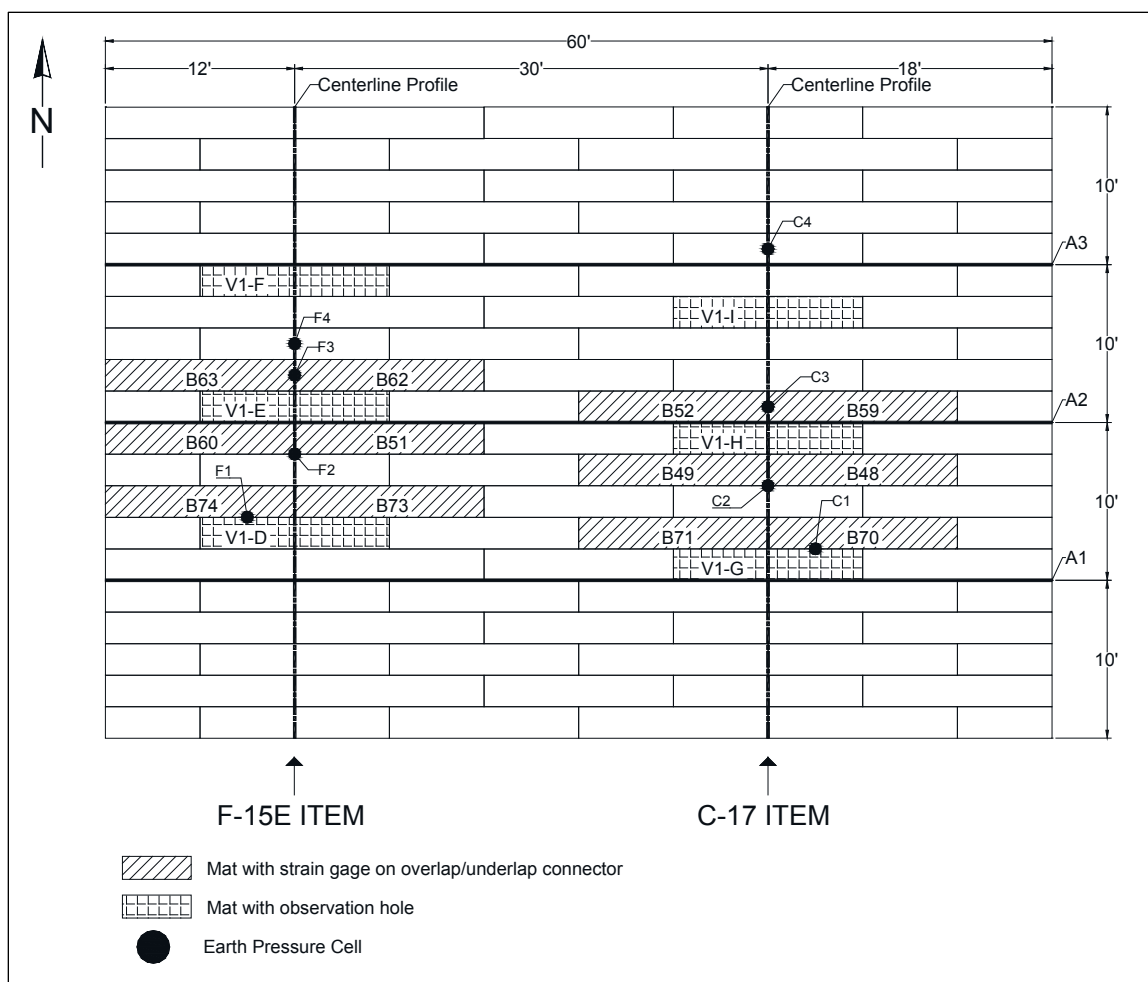 60'
12'
30'
18'
Centerline Profile
Centerline Profile
N
10'
C4
A3
V1-F
V1-I
F4
F3
10'
B63
B62
C3
V1-E
B52
B59
A2
B60
B51
V1-H
F1
F2
B49
B48
10'
B74
B73
C2
C1
V1-D
B71
B70
V1-G
A1
10'
F-15E ITEM
C-17 ITEM
Mat with strain gage on overlap/underlap connector
Mat with observation hole
Earth Pressure Cell